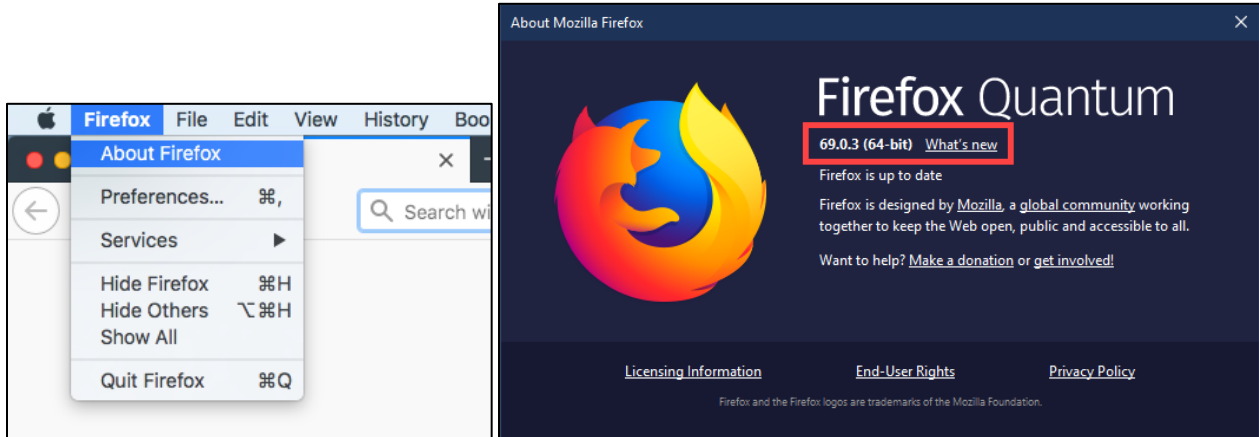 Firefox File Edit View History Boo
About Firefox
Preferences... ⌘,
Search wi
Services ▶
Hide Firefox ⌘H
Hide Others ⌥⌘H
Show All
Quit Firefox ⌘Q
About Mozilla Firefox
Firefox Quantum
69.0.3 (64-bit) What's new
Firefox is up to date
Firefox is designed by Mozilla, a global community working
together to keep the Web open, public and accessible to all.
Want to help? Make a donation or get involved!
Licensing Information End-User Rights Privacy Policy
Firefox and the Firefox logos are trademarks of the Mozilla Foundation.